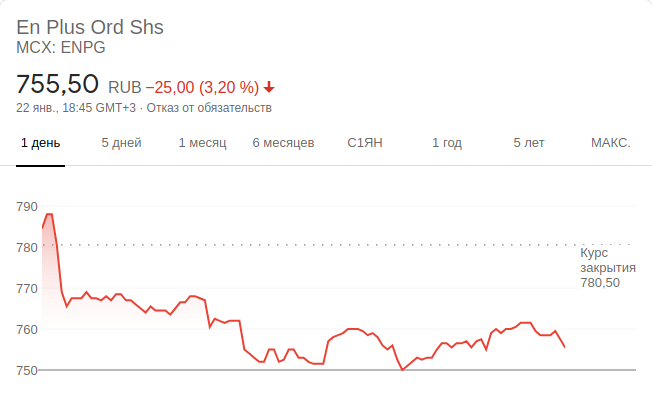 En Plus Ord Shs
MCX: ENPG
755,50 RUB −25,00 (3,20 %)
22 янв., 18:45 GMT+3 · Отказ от обязательств
1 день 5 дней 1 месяц 6 месяцев С1ЯН 1 год 5 лет МАКС.
790
780
770
760
750
Курс
закрытия
780,50